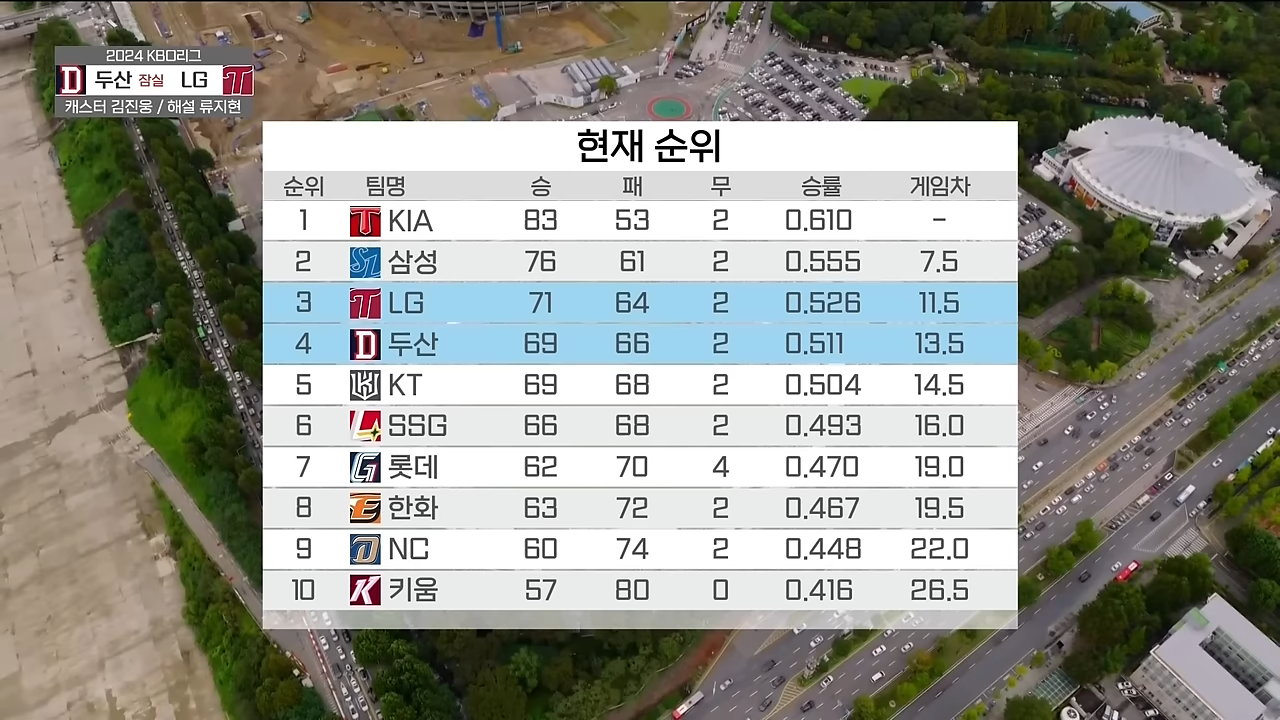 2024 KBO리그
두산 잠실 LG
캐스터 김진웅 / 해설 류지현
현재 순위
순위 팀명 승 패 무 승률 게임차
1 KIA 83 53 2 0.610 -
2 삼성 76 61 2 0.555 7.5
3 LG 71 64 2 0.526 11.5
4 두산 69 66 2 0.511 13.5
5 KT 69 68 2 0.504 14.5
6 SSG 66 68 2 0.493 16.0
7 롯데 62 70 4 0.470 19.0
8 한화 63 72 2 0.467 19.5
9 NC 60 74 2 0.448 22.0
10 키움 57 80 0 0.416 26.5